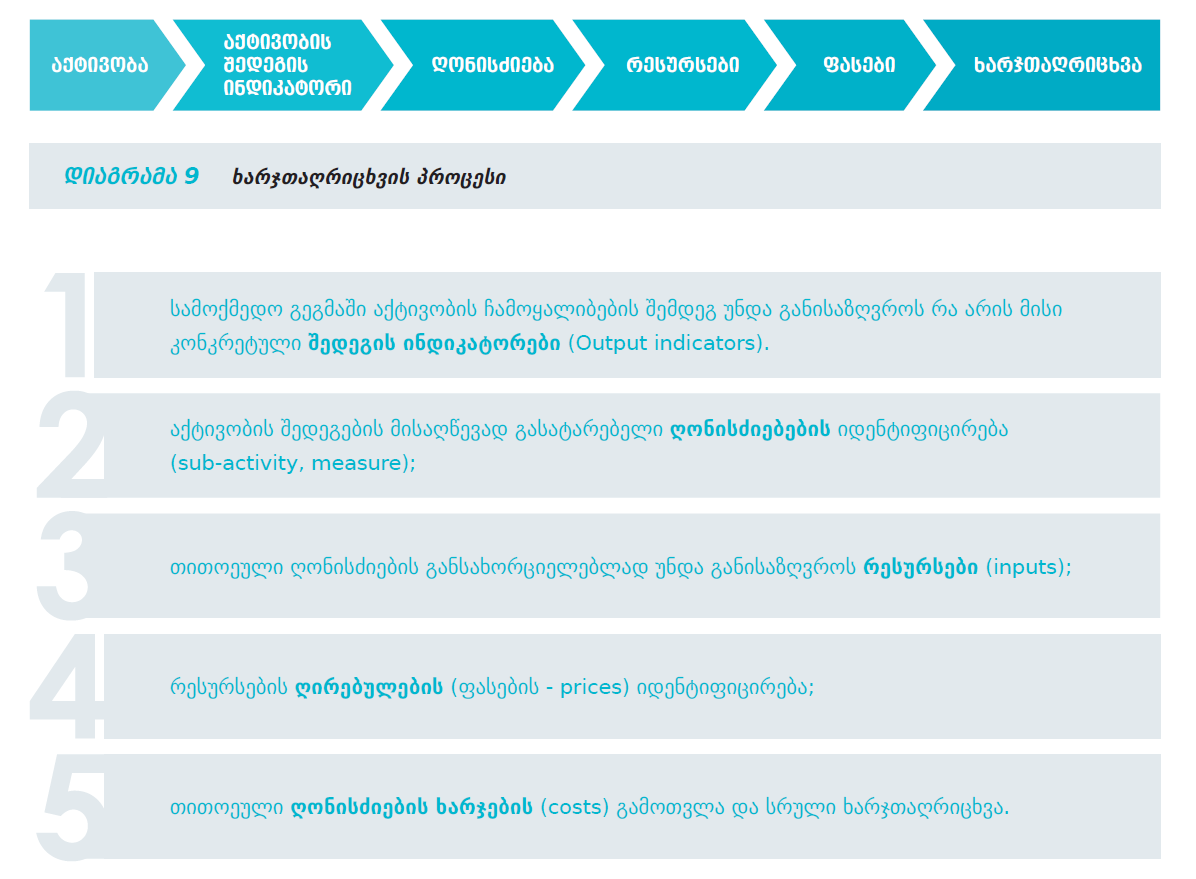 აქტივობა
აქტივობის
შედეგის
ინდიკატორი
ღონისძიება
რესურსები
ფასები
ხარჯთაღრიცხვა
დიაგრამა 9 ხარჯთაღრიცხვის პროცესი
1
სამოქმედო გეგმაში აქტივობის ჩამოყალიბების შემდეგ უნდა განისაზღვროს რა არის მისი
კონკრეტული შედეგის ინდიკატორები (Output indicators).
2
აქტივობის შედეგების მისაღწევად გასატარებელი ღონისძიებების იდენტიფიცირება
(sub-activity, measure);
3
თითოეული ღონისძიების განსახორციელებლად უნდა განისაზღვროს რესურსები (inputs);
4
რესურსების ღირებულების (ფასების - prices) იდენტიფიცირება;
5
თითოეული ღონისძიების ხარჯების (costs) გამოთვლა და სრული ხარჯთაღრიცხვა.